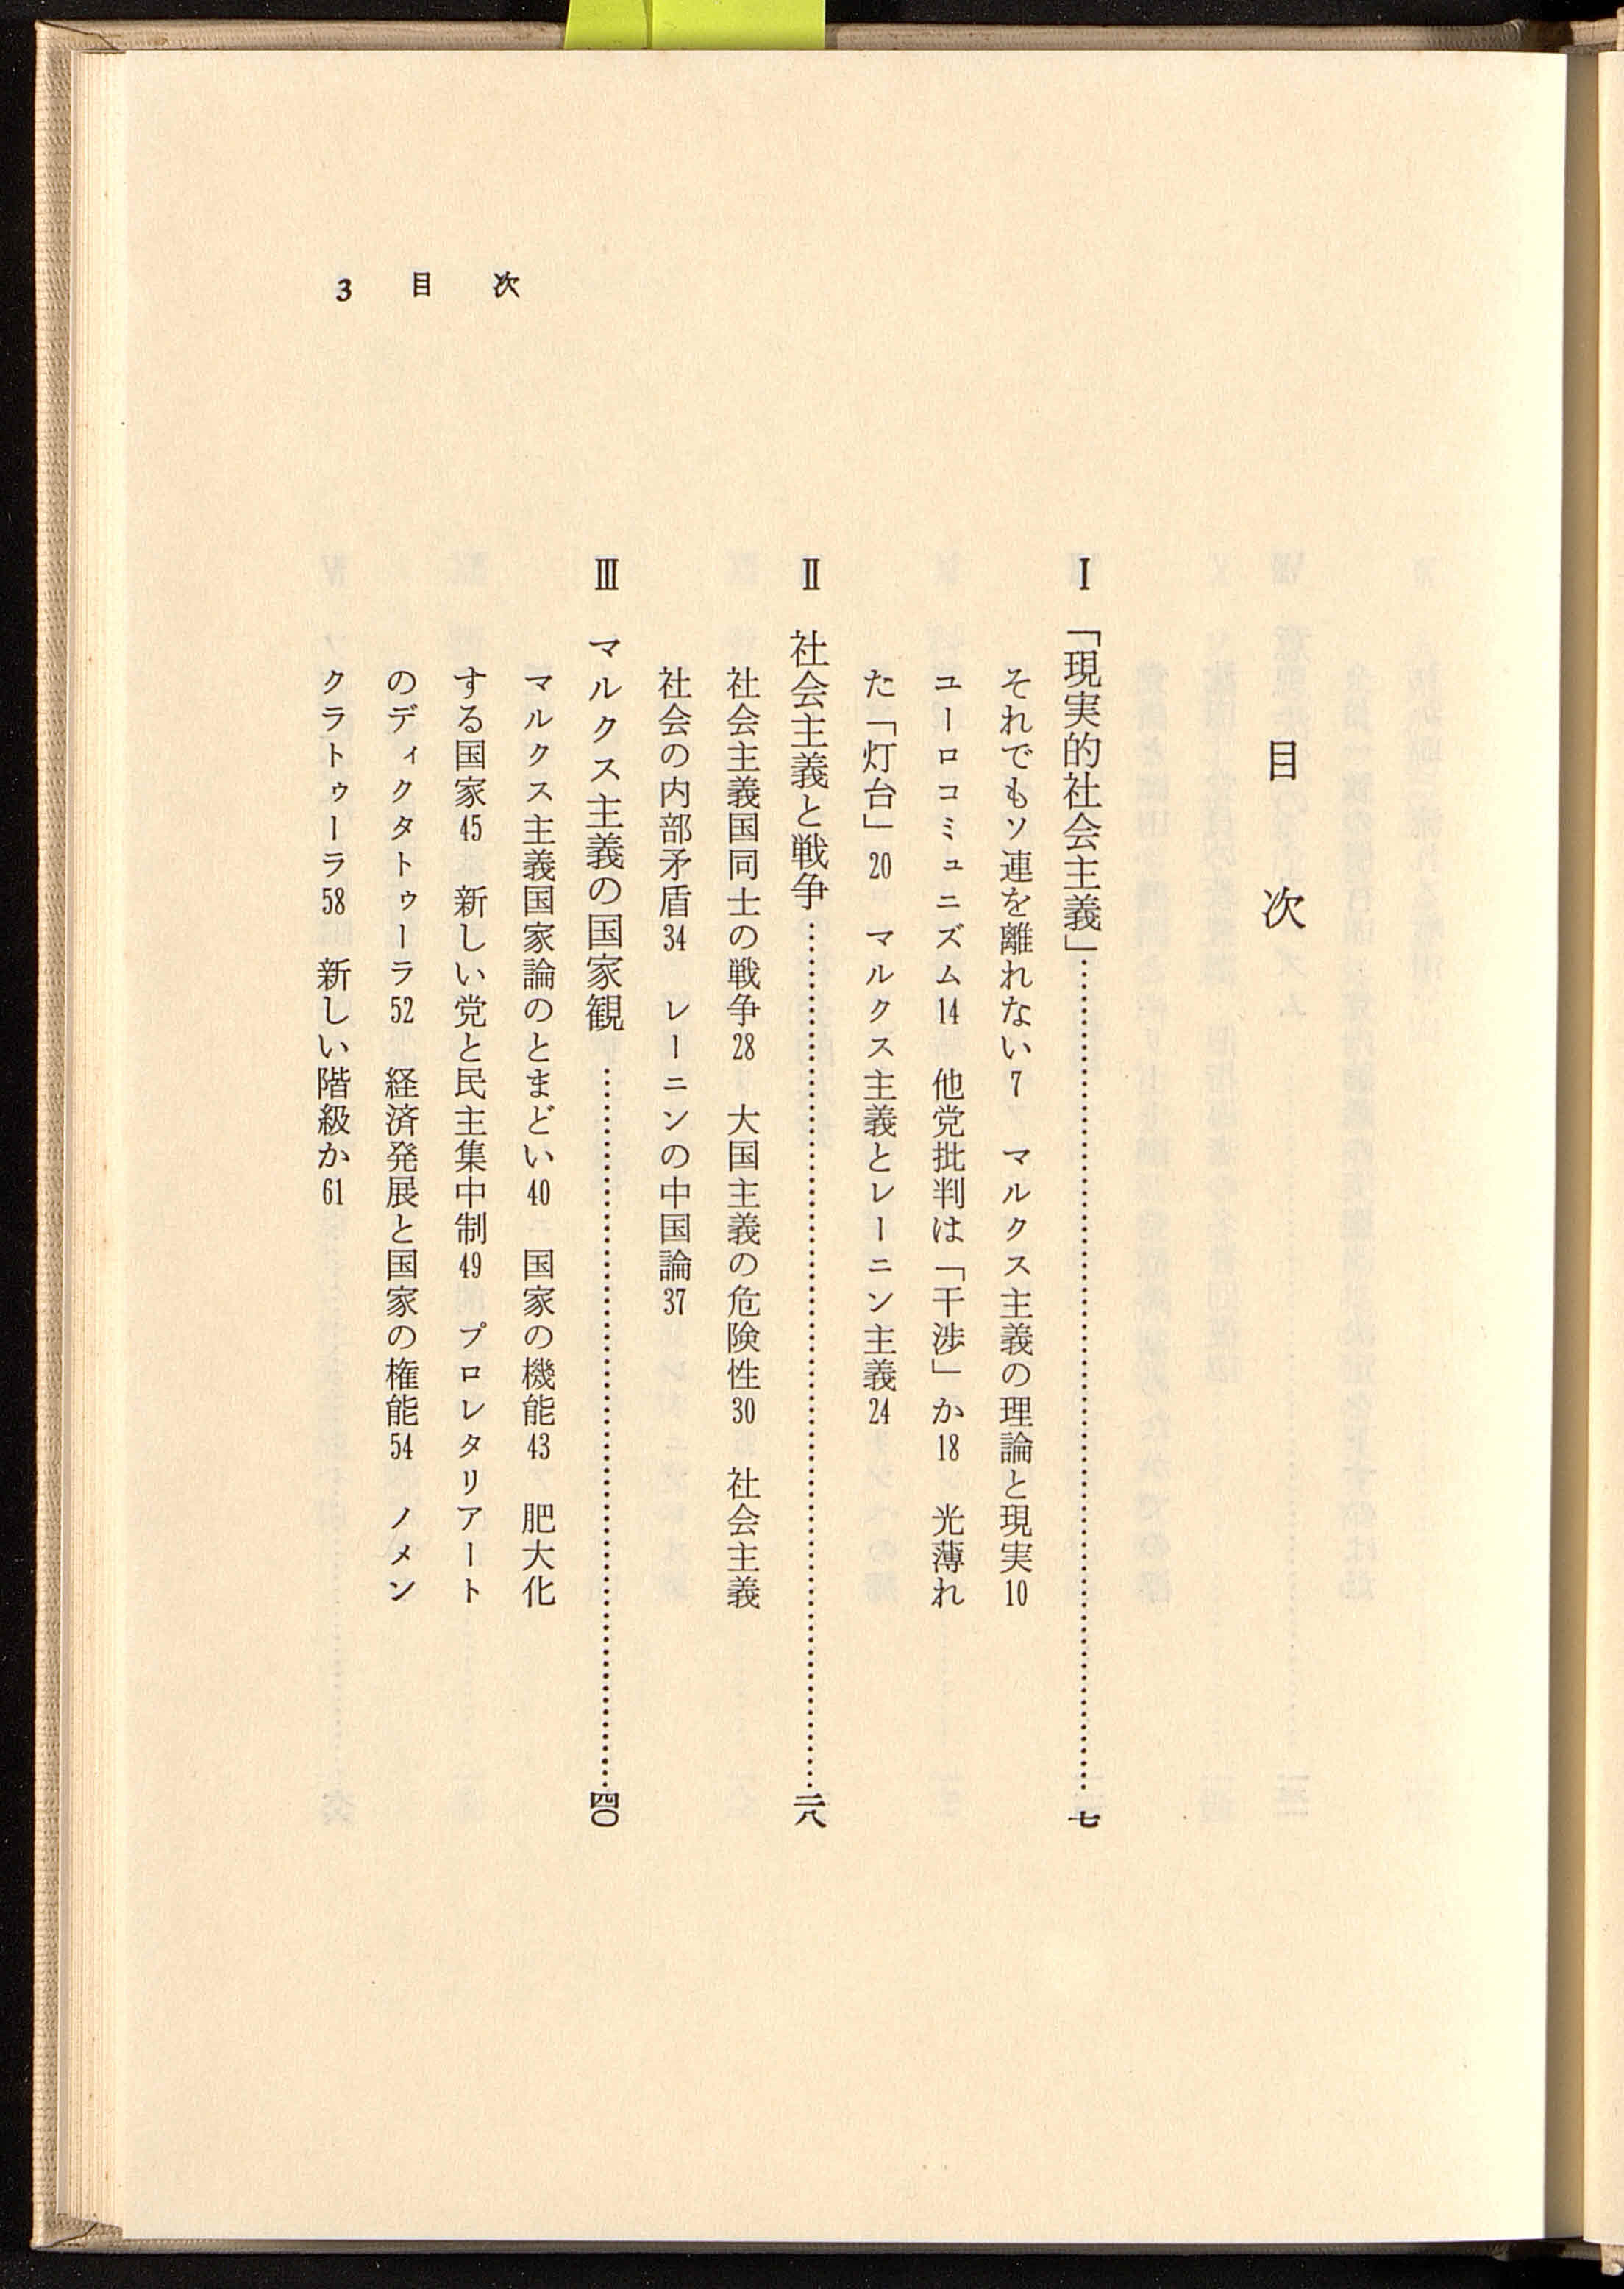 3 目次
目次
Ⅰ 「現実的社会主義」……………………七
それでもソ連を離れない7 マルクス主義の理論と現実10
ユーロコミュニズム14 他党批判は「干渉」か18 光薄れ
た「灯台」20 マルクス主義とレーニン主義24
Ⅱ 社会主義と戦争……………………二八
社会主義国同士の戦争28 大国主義の危険性30 社会主義
社会の内部矛盾34 レーニンの中国論37
Ⅲ マルクス主義の国家観……………………四〇
マルクス主義国家論のとまどい40 国家の機能43 肥大化
する国家45 新しい党と民主集中制49 プロレタリアート
のディクタトゥーラ52 経済発展と国家の権能54 ノメン
クラトゥーラ58 新しい階級か61